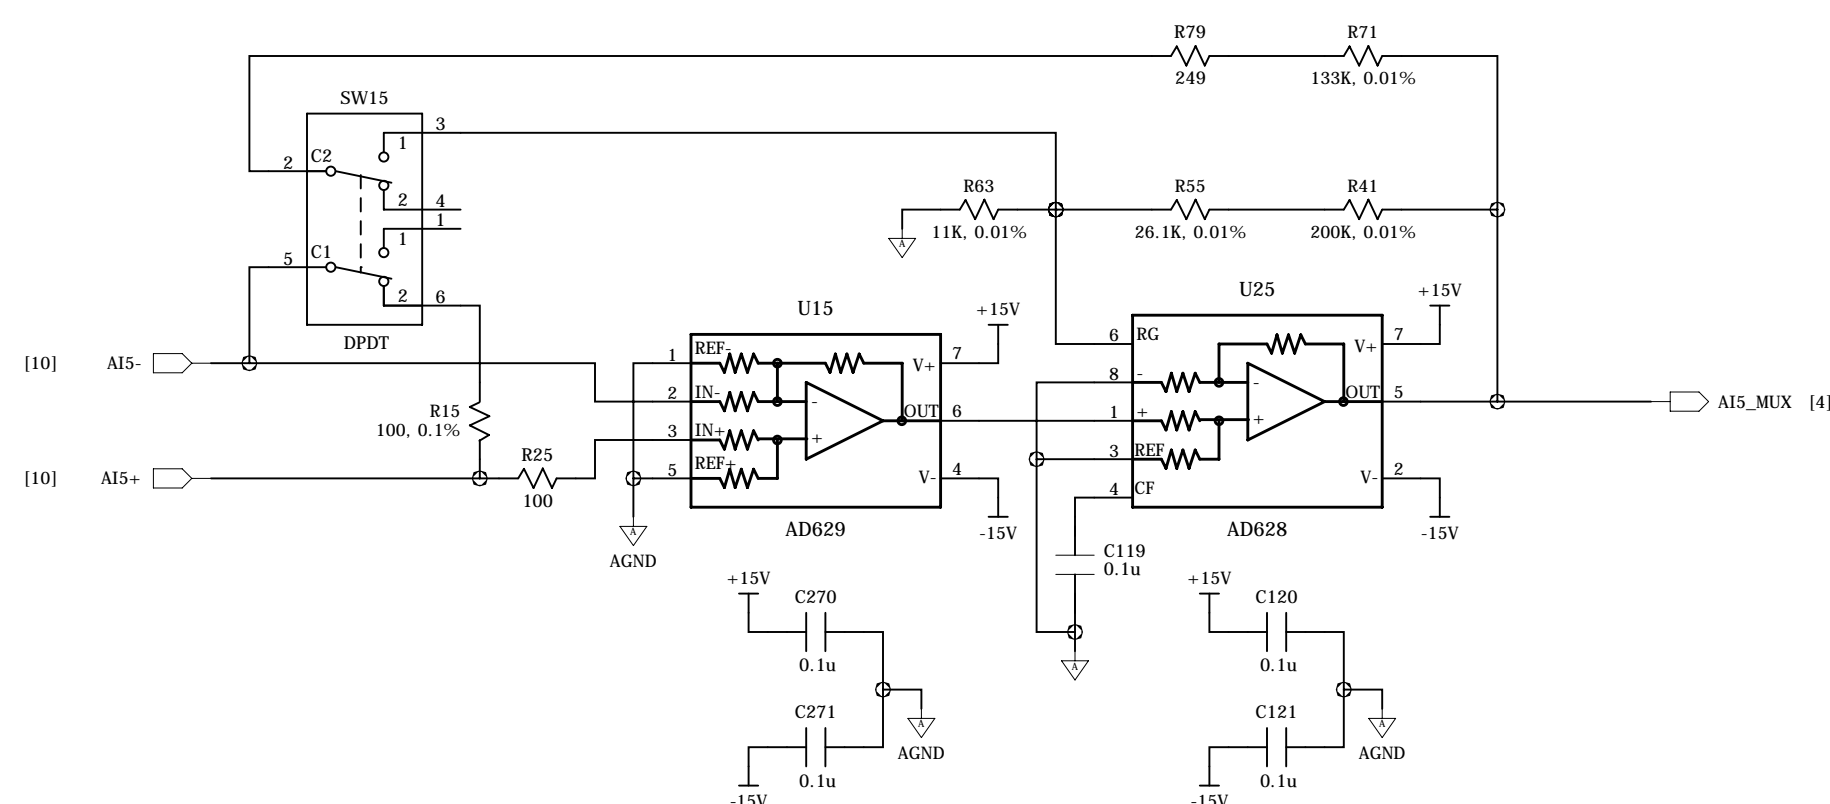 R79
R71
249
133K, 0.01%
SW15
3
1
C2
2
2
4
1
1
C1
5
2
6
DPDT
R63
R55
R41
A
11K, 0.01%
26.1K, 0.01%
200K, 0.01%
U15
+15V
U25
+15V
[10] AI5-
1 REF-
V+ 7
6 RG
V+ 7
2 IN-
-
8 -
-
R15
100, 0.1%
OUT 6
1 +
OUT 5
AI5_MUX [4]
3 IN+
+
+
[10] AI5+
R25
100
5 REF+
V- 4
3 REF
V- 2
4 CF
A
AGND
AD629
-15V
AD628
-15V
C119
0.1u
A
+15V
C270
0.1u
+15V
C120
0.1u
C271
0.1u
A
AGND
C121
0.1u
A
AGND
-15V
-15V